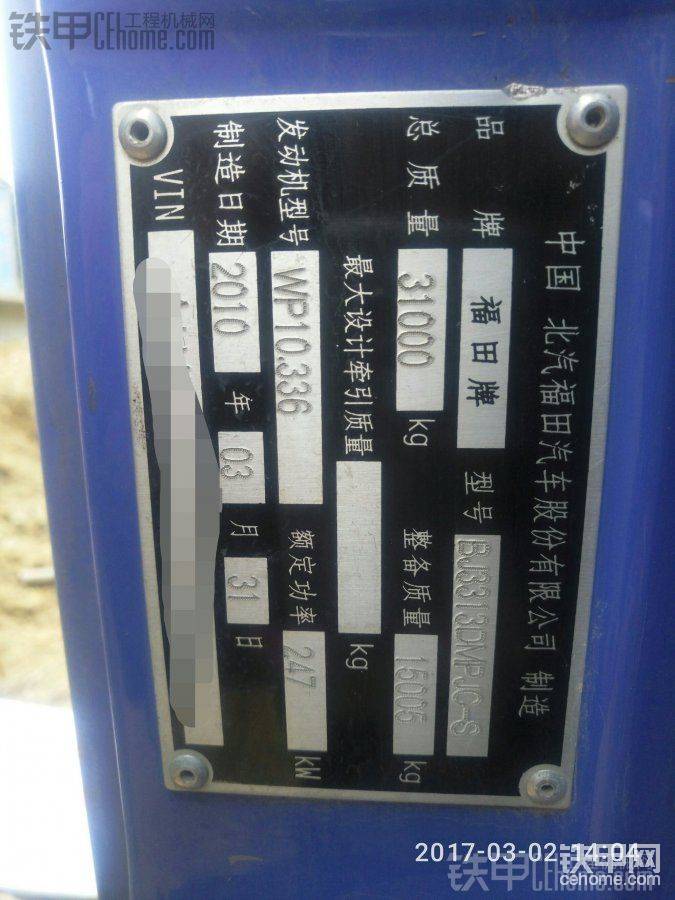 铁甲 工程机械网
CEhome.com
中国 北汽福田汽车股份有限公司 制造
品牌 福田牌 型号 BJ3313DMPJC-S
总质量 31000 kg 整备质量 15005 kg
最大设计牵引质量 kg
发动机型号 WP10.336 额定功率 247 kW
制造日期 2010 年 03 月 31 日
VIN
2017-03-02 14:04
铁甲网
cehome.com
铁甲 CEhome.com